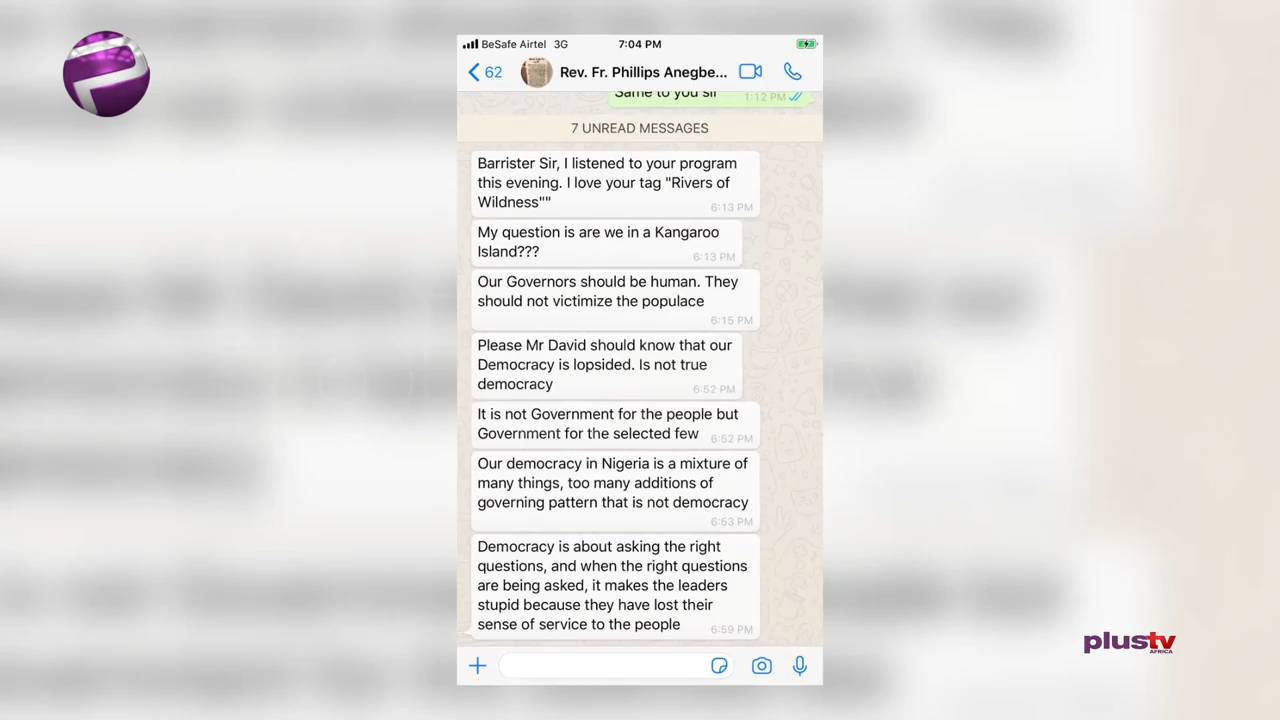 BeSafe Airtel 3G 7:04 PM
62 Rev. Fr. Phillips Anegbe...
Same to you sir 1:12 PM
7 UNREAD MESSAGES
Barrister Sir, I listened to your program
this evening. I love your tag "Rivers of
Wildness""
6:13 PM
My question is are we in a Kangaroo
Island???
6:13 PM
Our Governors should be human. They
should not victimize the populace
6:15 PM
Please Mr David should know that our
Democracy is lopsided. Is not true
democracy
6:52 PM
It is not Government for the people but
Government for the selected few 6:52 PM
Our democracy in Nigeria is a mixture of
many things, too many additions of
governing pattern that is not democracy
6:53 PM
Democracy is about asking the right
questions, and when the right questions
are being asked, it makes the leaders
stupid because they have lost their
sense of service to the people 6:59 PM
plustv
AFRICA